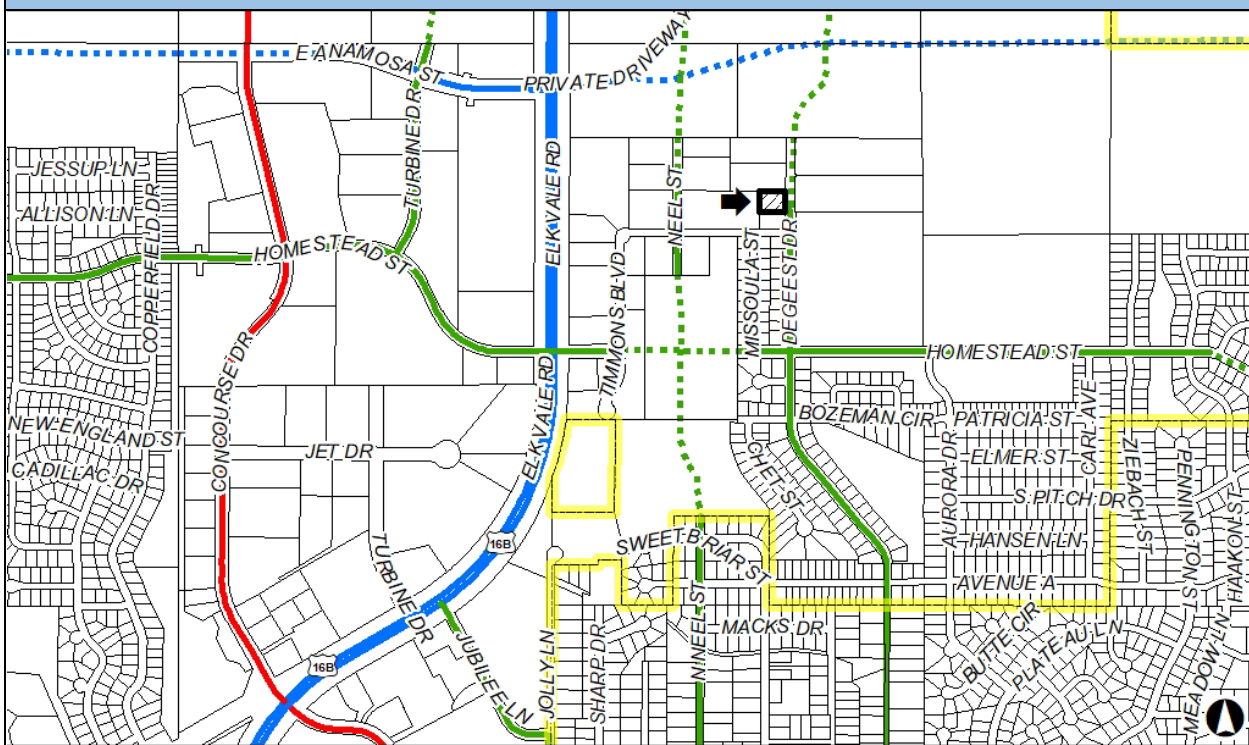 E ANAMOSA ST
PRIVATE DRIVEWAY
TURBINE DR
ELK VALE RD
NEEL ST
JESSUP LN
ALLISON LN
COPPERFIELD DR
HOMESTEAD ST
TIMMONS BLVD
MISSOULA ST
DEGEEST DR
HOMESTEAD ST
CONCOURSE DR
ELK VALE RD
NEW ENGLAND ST
CADILLAC DR
JET DR
BOZEMAN CIR
PATRICIA ST
CARL AVE
ELMER ST
CHET ST
AURORA DR
S PITCH DR
ZIEBACH ST
PENNINGTON ST
HAAKON ST
16B
SWEETBRIAR ST
HANSEN LN
AVENUE A
TURBINE DR
JUBILEE LN
JOLLY LN
SHARP DR
N NEEL ST
MACKS DR
BUTTE CIR
PLATEAU LN
MEADOW LN
16B